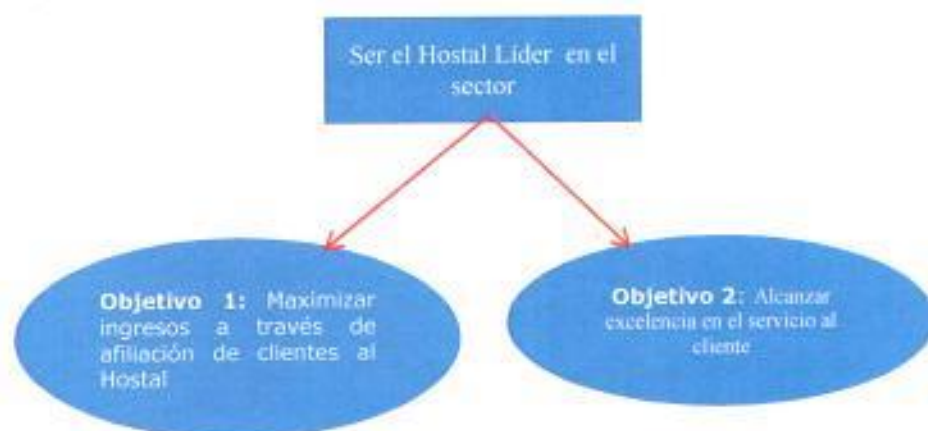 Ser el Hostal Líder en el
sector
Objetivo 1: Maximizar
ingresos a través de
afiliación de clientes al
Hostal
Objetivo 2: Alcanzar
excelencia en el servicio al
cliente